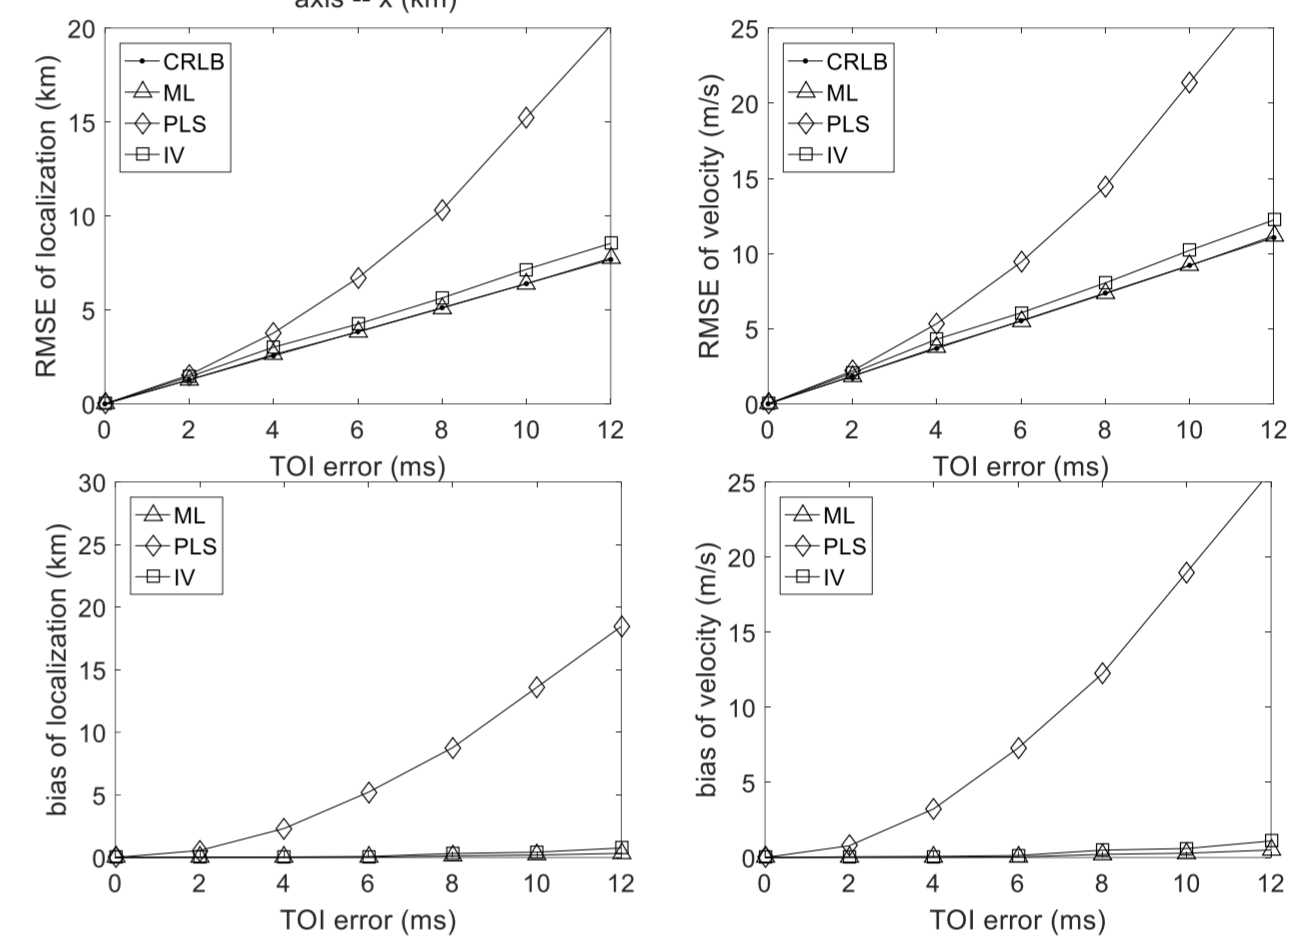 axis -- x (km)
RMSE of localization (km)
20
15
10
5
0
CRLB
ML
PLS
IV
0 2 4 6 8 10 12
TOI error (ms)
RMSE of velocity (m/s)
25
20
15
10
5
0
CRLB
ML
PLS
IV
0 2 4 6 8 10 12
TOI error (ms)
bias of localization (km)
30
25
20
15
10
5
0
ML
PLS
IV
0 2 4 6 8 10 12
TOI error (ms)
bias of velocity (m/s)
25
20
15
10
5
0
ML
PLS
IV
0 2 4 6 8 10 12
TOI error (ms)